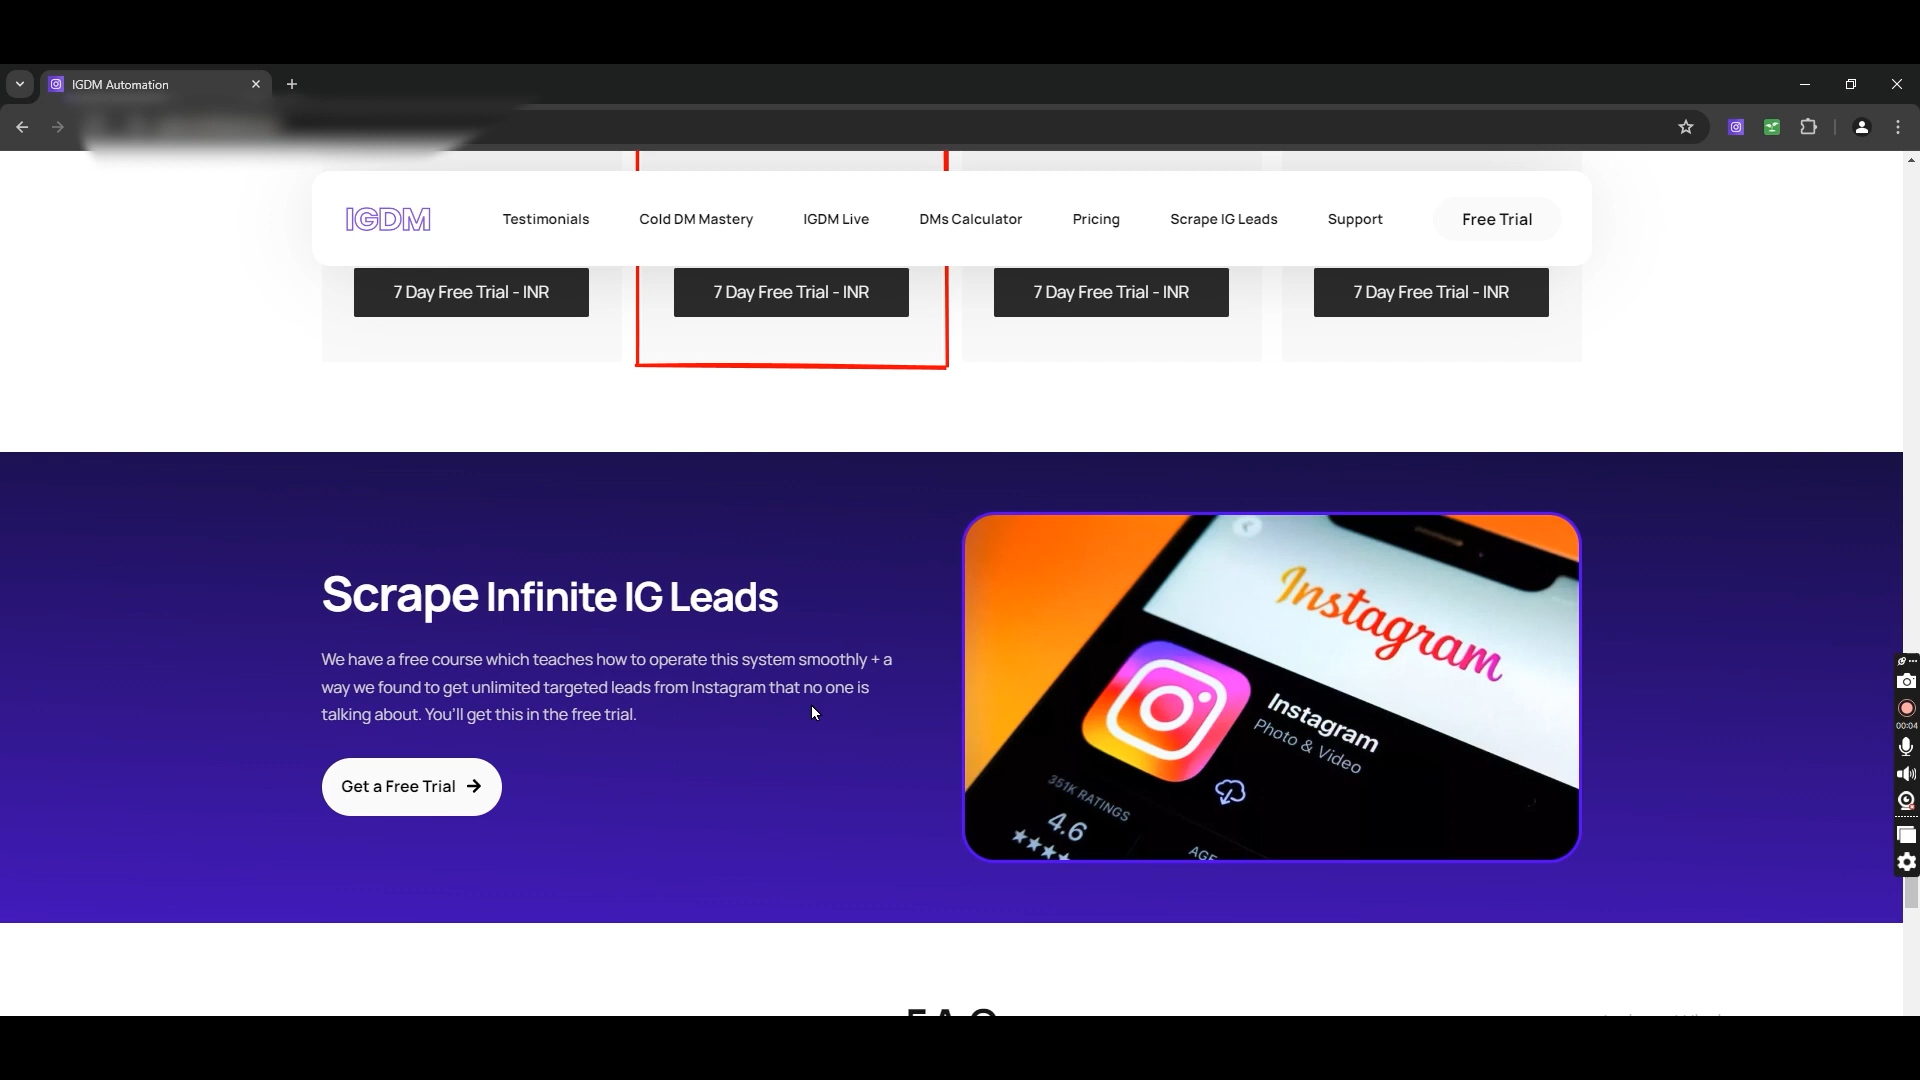 IGDM Automation
IGDM
Testimonials
Cold DM Mastery
IGDM Live
DMs Calculator
Pricing
Scrape IG Leads
Support
Free Trial
7 Day Free Trial - INR
7 Day Free Trial - INR
7 Day Free Trial - INR
7 Day Free Trial - INR
Scrape Infinite IG Leads
We have a free course which teaches how to operate this system smoothly + a
way we found to get unlimited targeted leads from Instagram that no one is
talking about. You'll get this in the free trial.
Get a Free Trial
Instagram
Instagram
Photo & Video
351K RATINGS
4.6
AGE
00:04